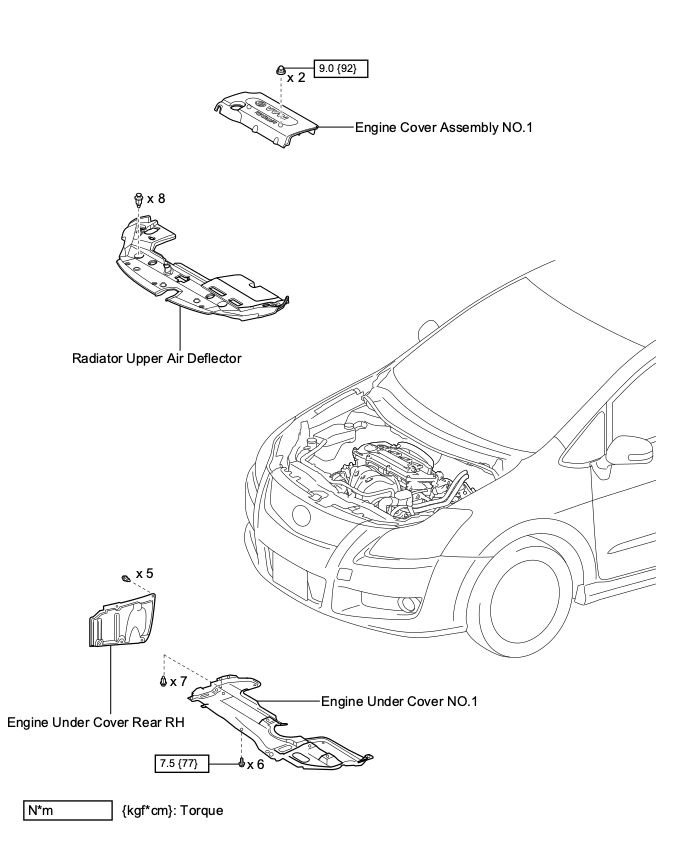 9.0 {92}
x 2
Engine Cover Assembly NO.1
x 8
Radiator Upper Air Deflector
x 5
x 7
Engine Under Cover NO.1
Engine Under Cover Rear RH
7.5 {77}
x 6
N*m {kgf*cm}: Torque